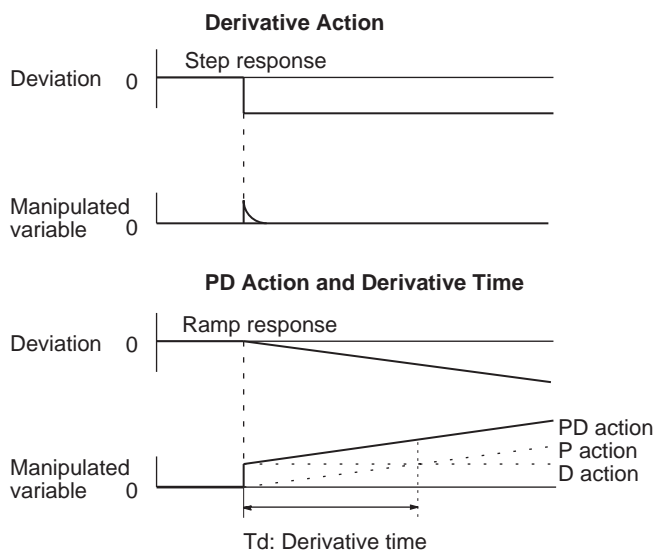 Derivative Action
Step response
Deviation 0
Manipulated
variable 0
PD Action and Derivative Time
Ramp response
Deviation 0
PD action
P action
Manipulated
variable 0
D action
Td: Derivative time